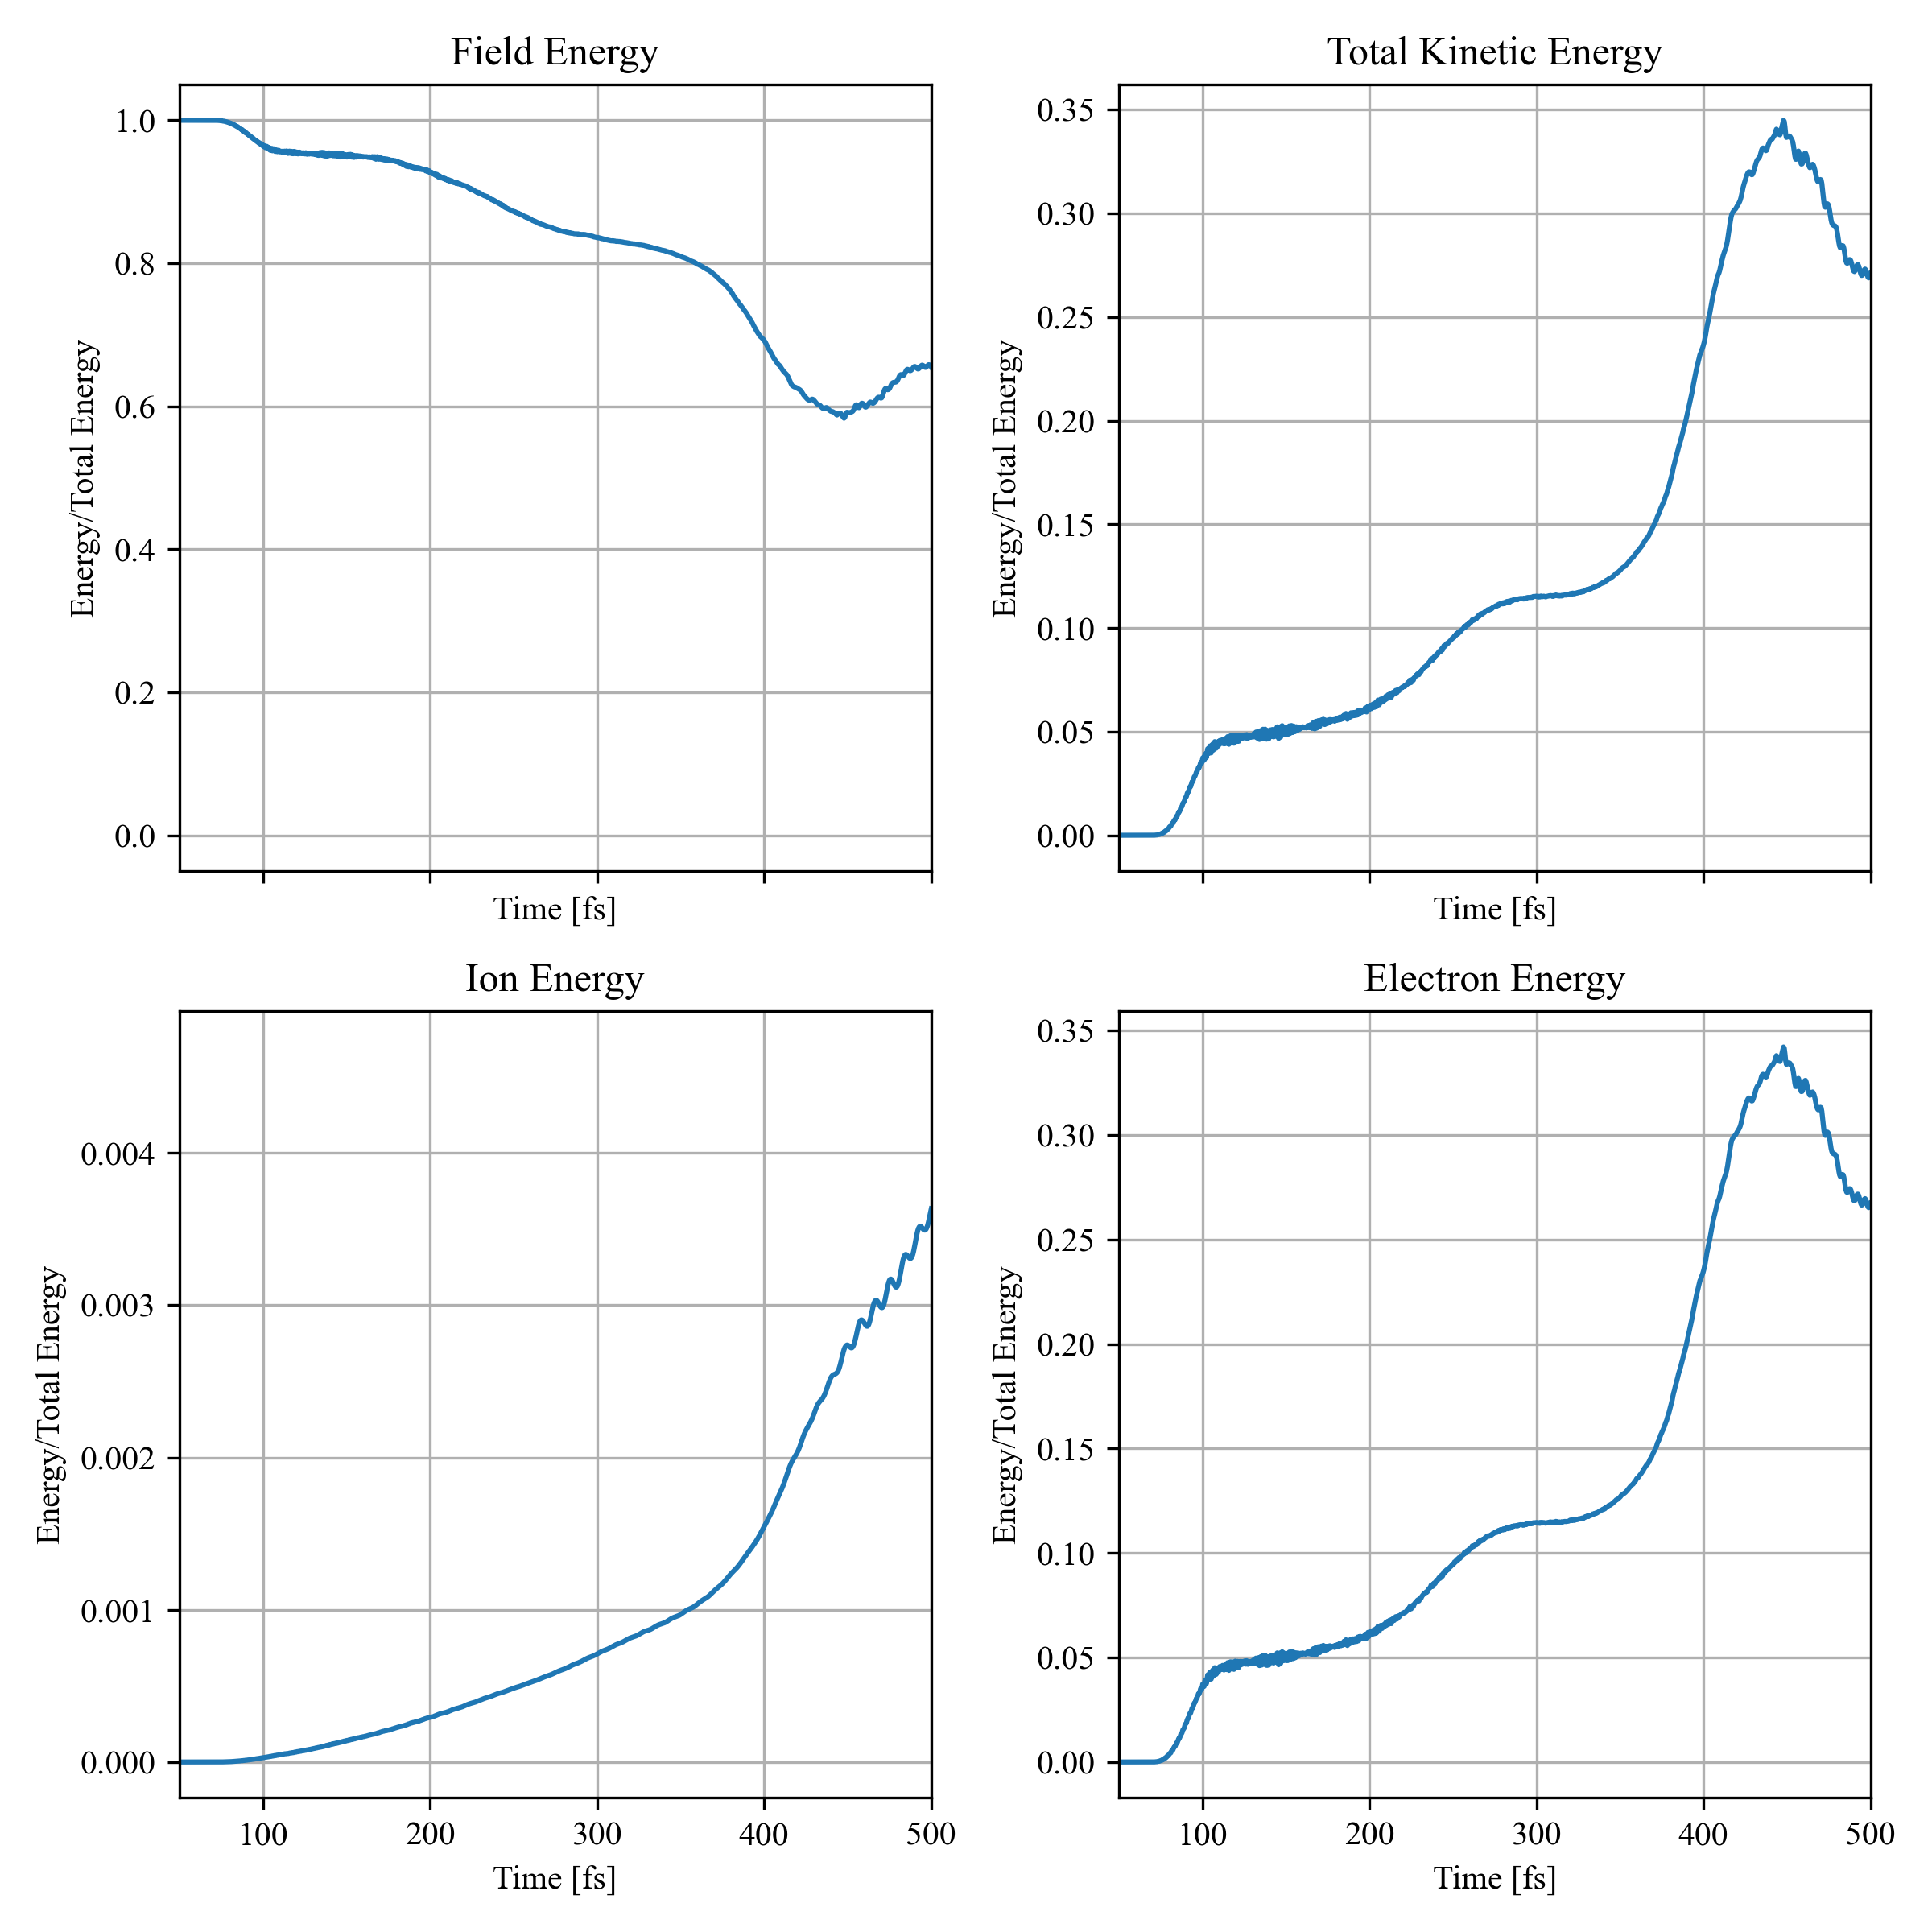 Field Energy
Energy/Total Energy
1.0
0.8
0.6
0.4
0.2
0.0
Time [fs]
Total Kinetic Energy
Energy/Total Energy
0.35
0.30
0.25
0.20
0.15
0.10
0.05
0.00
Time [fs]
Ion Energy
Energy/Total Energy
0.004
0.003
0.002
0.001
0.000
100 200 300 400 500
Time [fs]
Electron Energy
Energy/Total Energy
0.35
0.30
0.25
0.20
0.15
0.10
0.05
0.00
100 200 300 400 500
Time [fs]